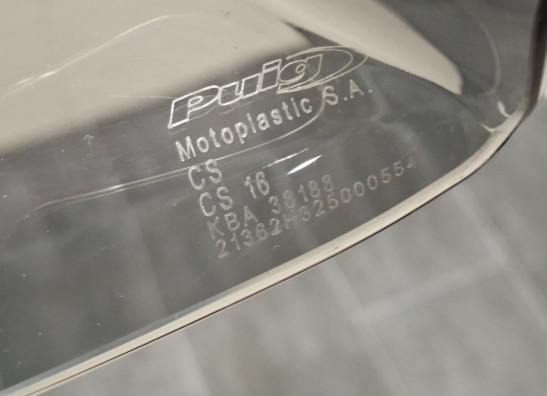 Puig
Motoplastic S.A.
CS
CS 16
KBA 38188
21362H325000554